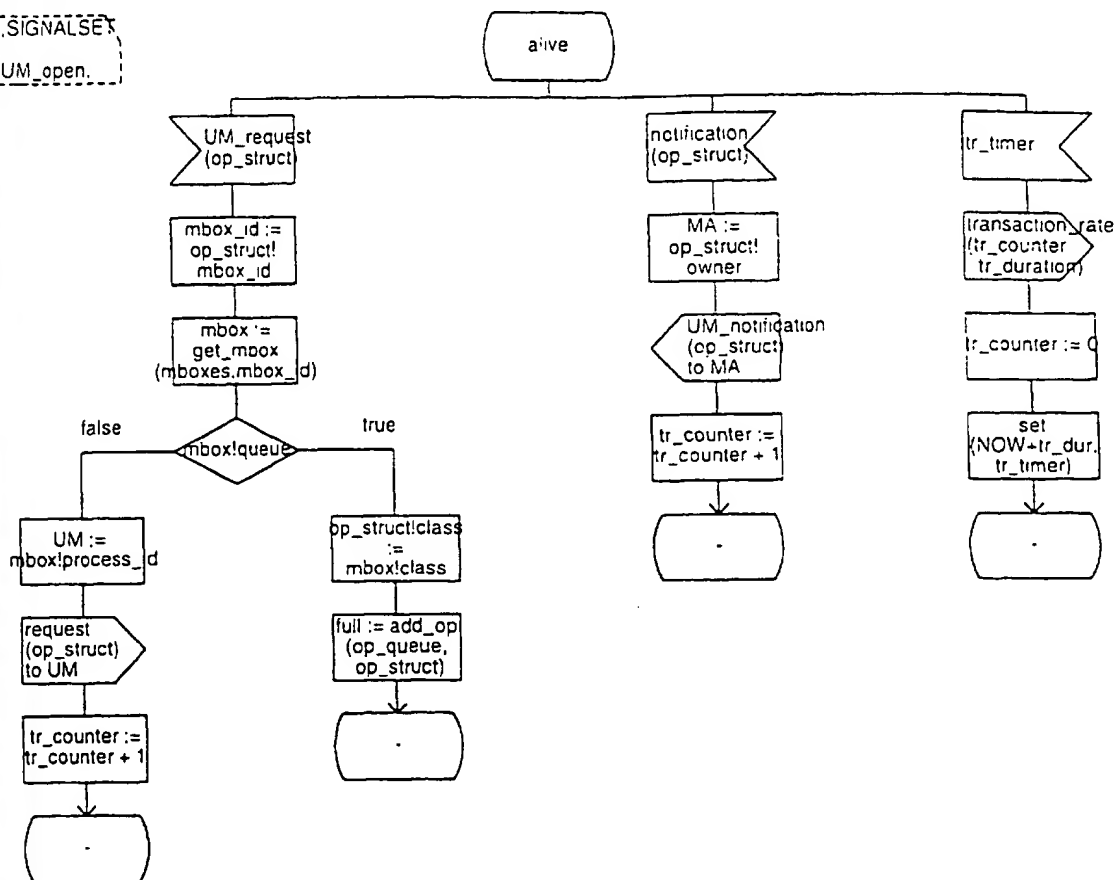 ;SIGNALSET
UM_open,
alive
UM_request
(op_struct)
mbox_id :=
op_struct!
mbox_id
mbox :=
get_mbox
(mboxes,mbox_id)
false
mbox!queue
true
UM :=
mbox!process_id
request
(op_struct)
to UM
tr_counter :=
tr_counter + 1
-
op_struct!class
:=
mbox!class
full := add_op
(op_queue,
op_struct)
-
notification
(op_struct)
MA :=
op_struct!
owner
UM_notification
(op_struct)
to MA
tr_counter :=
tr_counter + 1
-
tr_timer
transaction_rate
(tr_counter
tr_duration)
tr_counter := 0
set
(NOW+tr_dur,
tr_timer)
-